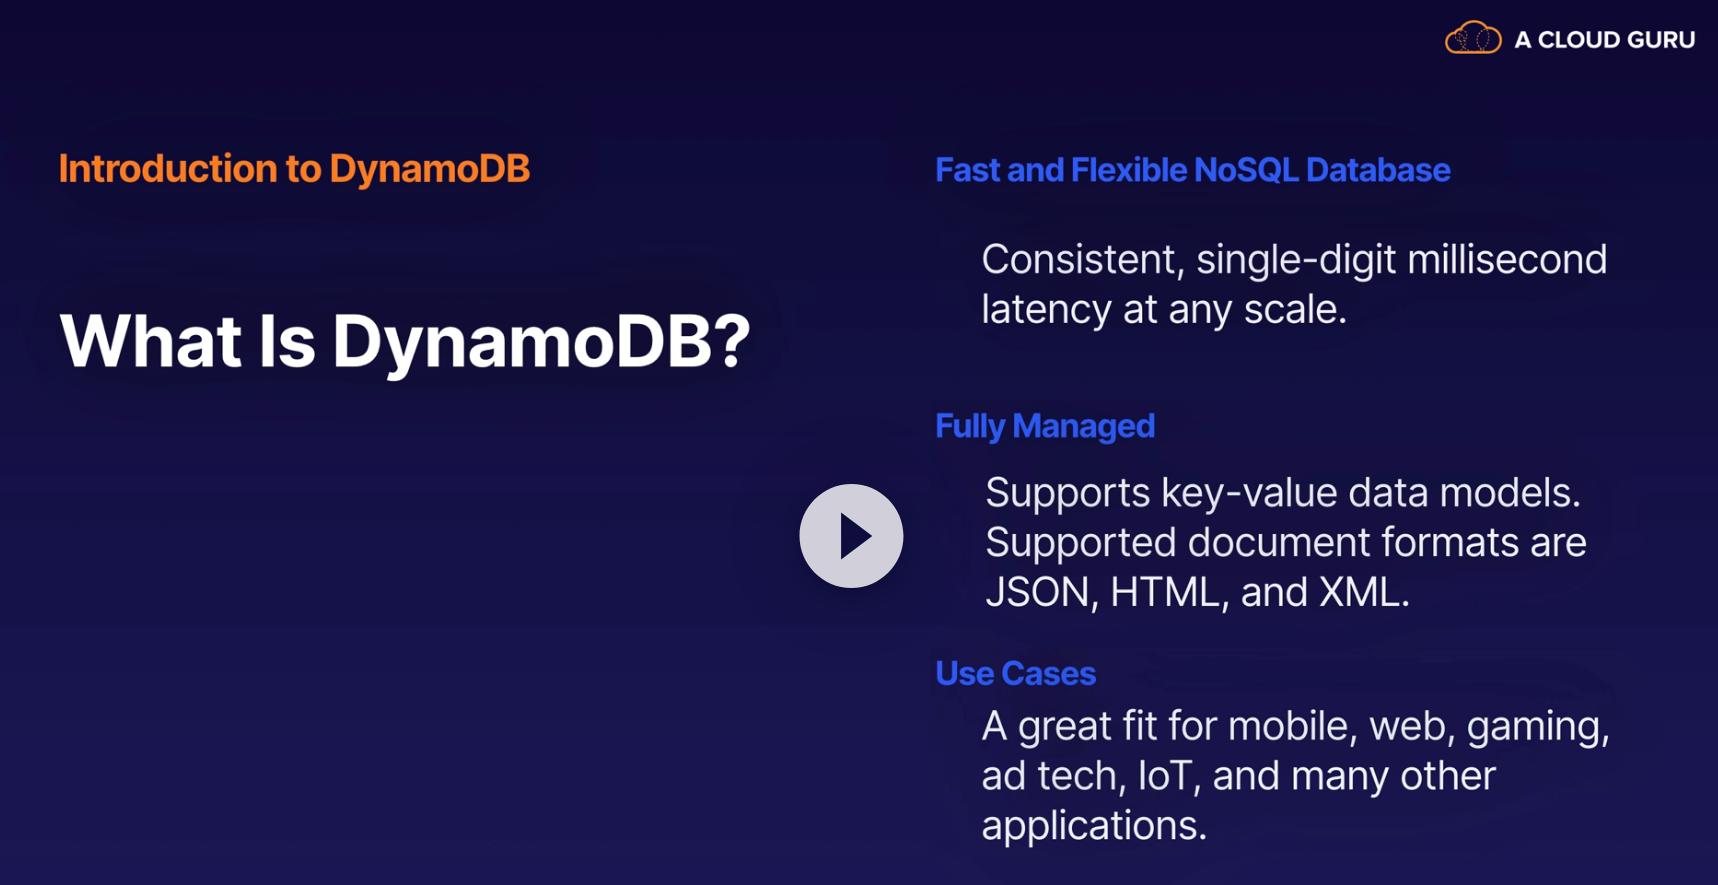 A CLOUD GURU
Introduction to DynamoDB
What Is DynamoDB?
Fast and Flexible NoSQL Database
Consistent, single-digit millisecond
latency at any scale.
Fully Managed
Supports key-value data models.
Supported document formats are
JSON, HTML, and XML.
Use Cases
A great fit for mobile, web, gaming,
ad tech, IoT, and many other
applications.